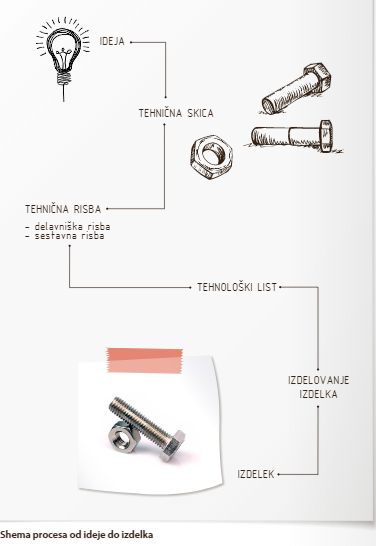 IDEJA
TEHNIČNA SKICA
TEHNIČNA RISBA
- delavniška risba
- sestavna risba
TEHNOLOŠKI LIST
IZDELOVANJE
IZDELKA
IZDELEK
Shema procesa od ideje do izdelka